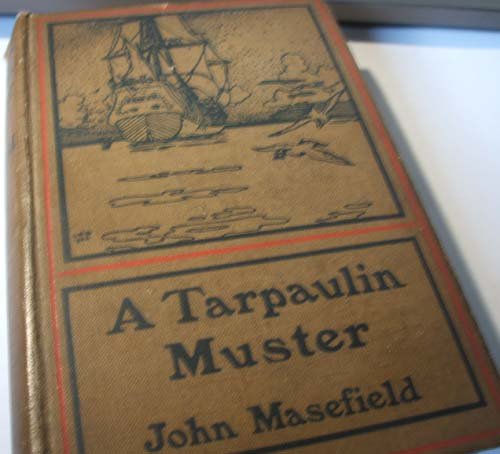 A Tarpaulin
Muster
John Masefield